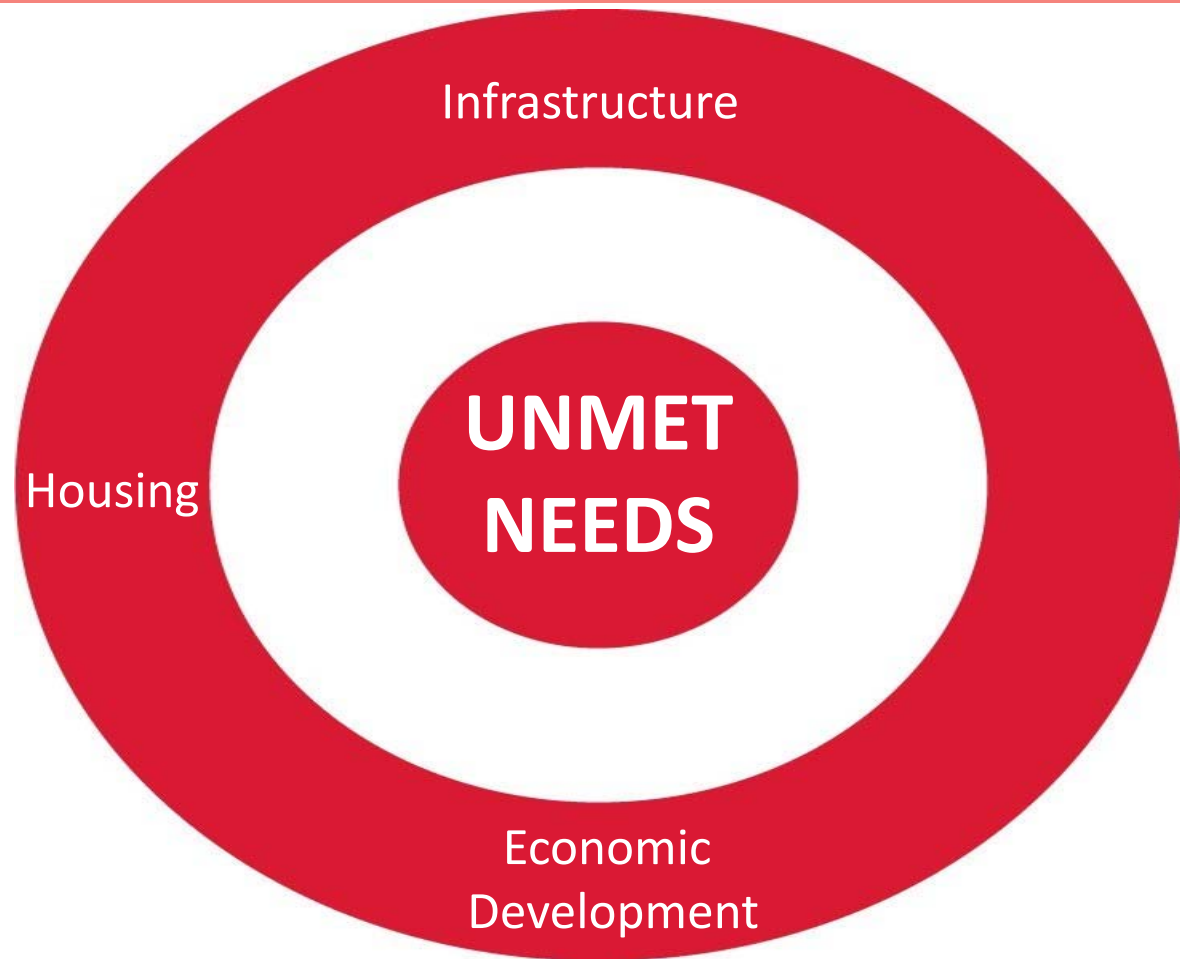 Infrastructure
UNMET
NEEDS
Housing
Economic
Development